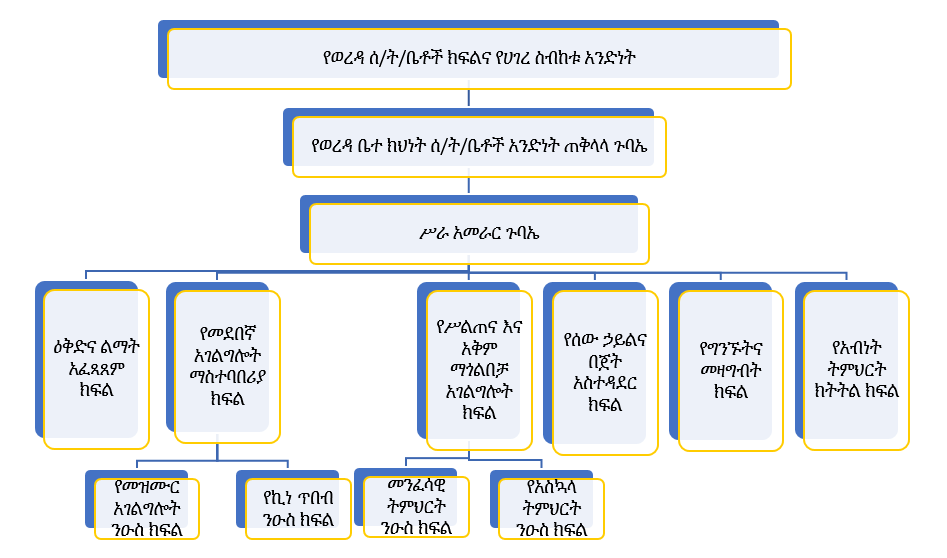 የወረዳ ሰ/ት/ቤቶች ክፍልና የሀገረ ስብከቱ አንድነት
የወረዳ ቤተ ክህነት ሰ/ት/ቤቶች አንድነት ጠቅላላ ጉባኤ
ሥራ አመራር ጉባኤ
ዕቅድና ልማት
አፈጻጸም
ክፍል
የመደበኛ
አገልግሎት
ማስተባበሪያ
ክፍል
የሥልጠና እና
አቅም
ማጎልበቻ
አገልግሎት
ክፍል
የሰው ኃይልና
በጀት
አስተዳደር
ክፍል
የግንኙትና
መዛግብት
ክፍል
የአብነት
ትምህርት
ክትትል ክፍል
የመዝሙር
አገልግሎት
ንዑስ ክፍል
የኪነ ጥበብ
ንዑስ ክፍል
መንፈሳዊ
ትምህርት
ንዑስ ክፍል
የአስኳላ
ትምህርት
ንዑስ ክፍል